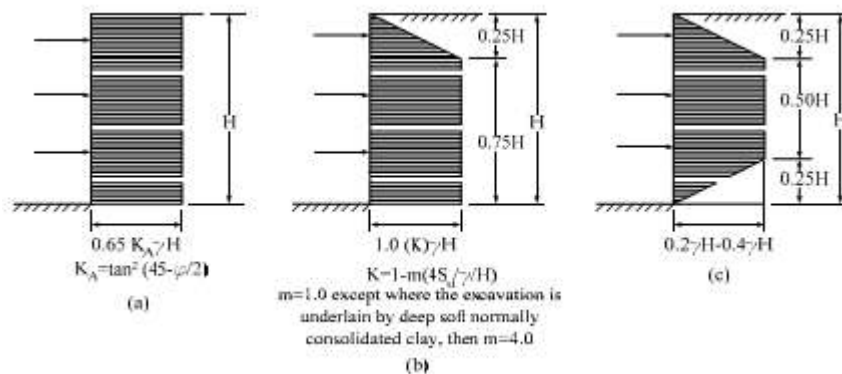 H
0.65 K_A γH
K_A=tan² (45-φ/2)
(a)
0.25H
0.75H
H
1.0 (K)γH
K=1-m(4S_u/γH)
m=1.0 except where the excavation is
underlain by deep soft normally
consolidated clay, then m=4.0
(b)
0.25H
0.50H
0.25H
H
0.2γH-0.4γH
(c)